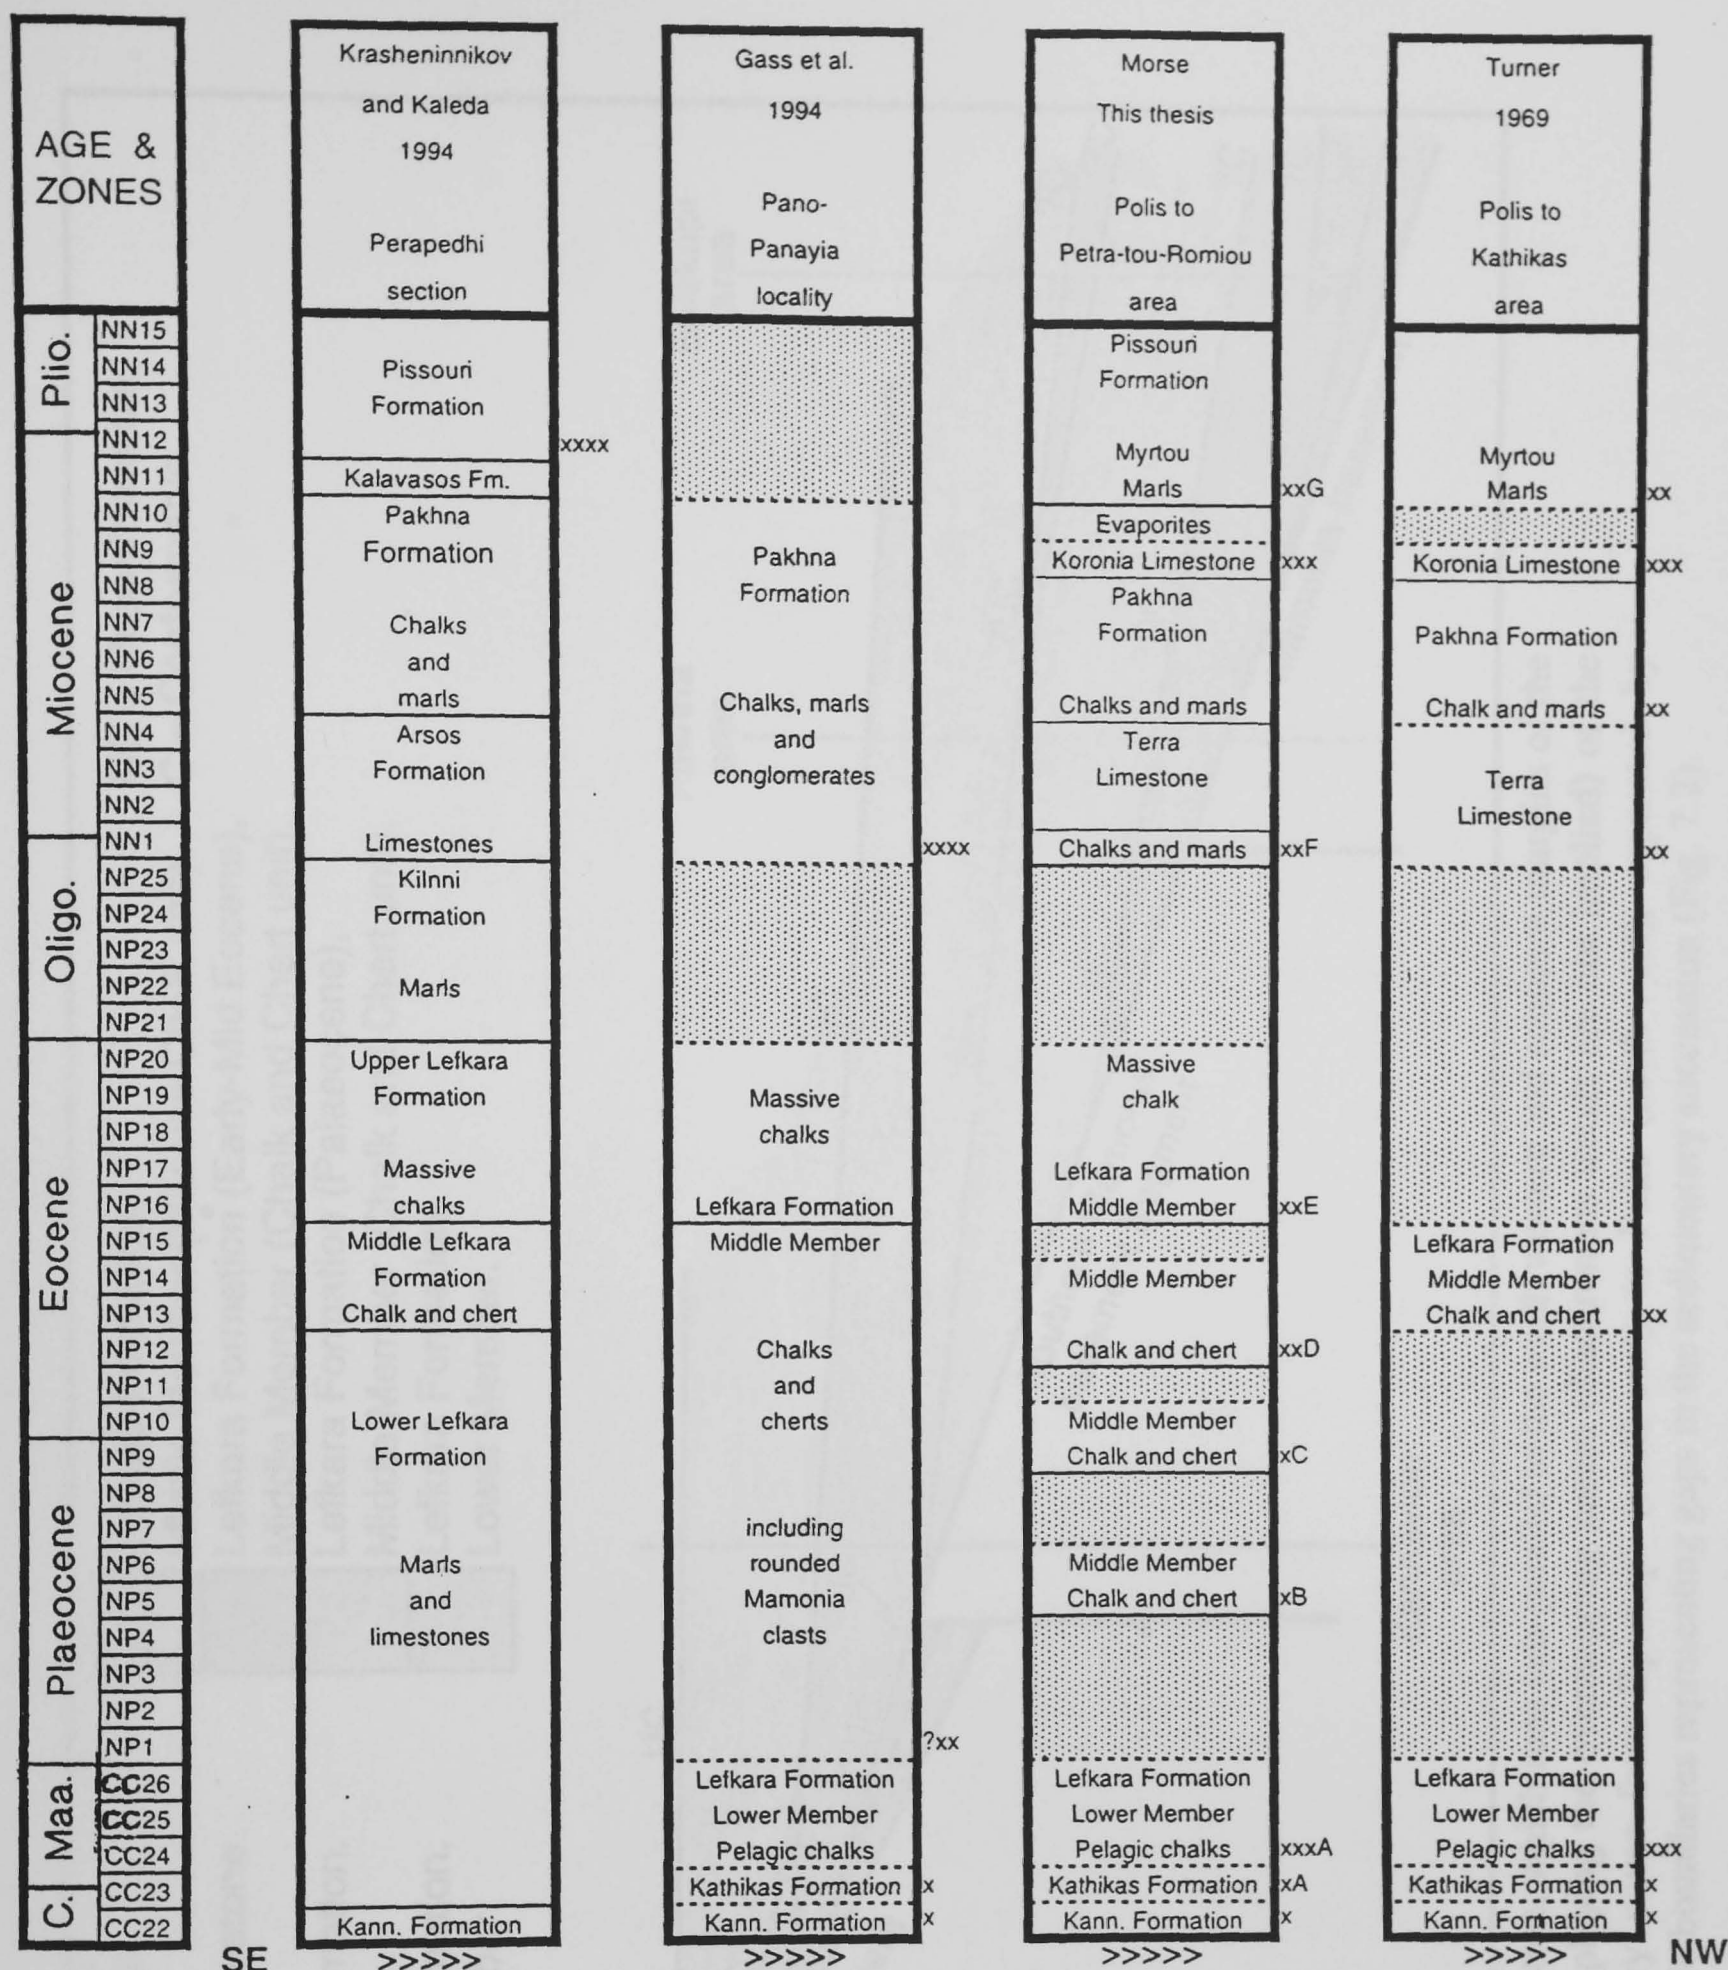 AGE &
ZONES
Plio.
Miocene
Oligo.
Eocene
Plaeocene
Maa.
C.
NN15
NN14
NN13
NN12
NN11
NN10
NN9
NN8
NN7
NN6
NN5
NN4
NN3
NN2
NN1
NP25
NP24
NP23
NP22
NP21
NP20
NP19
NP18
NP17
NP16
NP15
NP14
NP13
NP12
NP11
NP10
NP9
NP8
NP7
NP6
NP5
NP4
NP3
NP2
NP1
CC26
CC25
CC24
CC23
CC22
Krasheninnikov
and Kaleda
1994
Perapedhi
section
Pissouri
Formation
xxxx
Kalavasos Fm.
Pakhna
Formation
Chalks
and
marls
Arsos
Formation
Limestones
Kilnni
Formation
Marls
Upper Lefkara
Formation
Massive
chalks
Middle Lefkara
Formation
Chalk and chert
Lower Lefkara
Formation
Marls
and
limestones
Kann. Formation
Gass et al.
1994
Pano-
Panayia
locality
Pakhna
Formation
Chalks, marls
and
conglomerates
xxxx
Massive
chalks
Lefkara Formation
Middle Member
Chalks
and
cherts
including
rounded
Mamonia
clasts
?xx
Lefkara Formation
Lower Member
Pelagic chalks
Kathikas Formation x
Kann. Formation x
Morse
This thesis
Polis to
Petra-tou-Romiou
area
Pissouri
Formation
Myrtou
Marls xxG
Evaporites
Koronia Limestone xxx
Pakhna
Formation
Chalks and marls
Terra
Limestone
Chalks and marls xxF
Massive
chalk
Lefkara Formation
Middle Member xxE
Middle Member
Chalk and chert xxD
Middle Member
Chalk and chert xC
Middle Member
Chalk and chert xB
Lefkara Formation
Lower Member
Pelagic chalks xxxA
Kathikas Formation xA
Kann. Formation x
Turner
1969
Polis to
Kathikas
area
Myrtou
Marls xx
Koronia Limestone xxx
Pakhna Formation
Chalk and marls xx
Terra
Limestone
xx
Lefkara Formation
Middle Member
Chalk and chert xx
Lefkara Formation
Lower Member
Pelagic chalks xxx
Kathikas Formation x
Kann. Formation x
SE >>>>> >>>>> >>>>> >>>>> NW